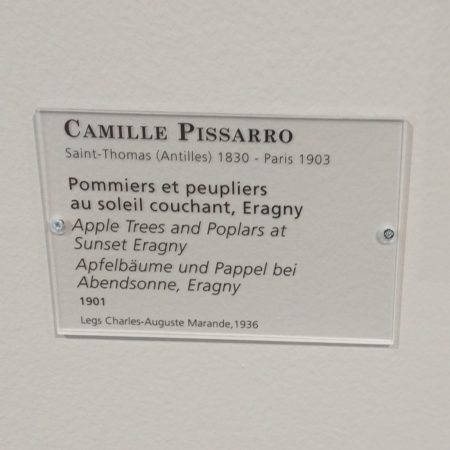 CAMILLE PISSARRO
Saint-Thomas (Antilles) 1830 - Paris 1903
Pommiers et peupliers
au soleil couchant, Eragny
Apple Trees and Poplars at
Sunset Eragny
Apfelbäume und Pappel bei
Abendsonne, Eragny
1901
Legs Charles-Auguste Marande,1936